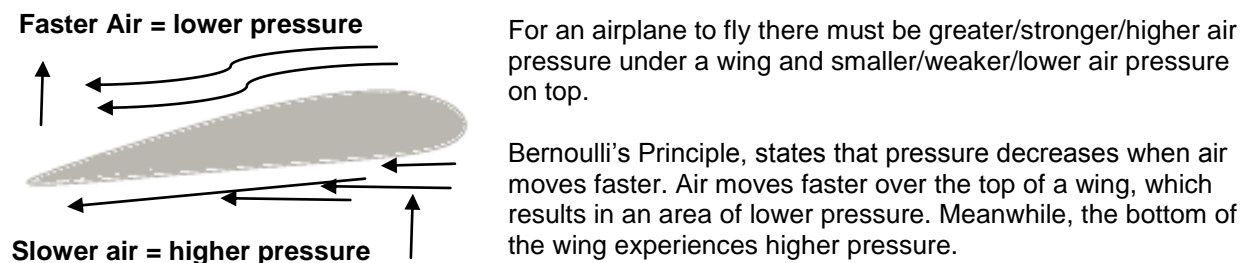 Faster Air = lower pressure
Slower air = higher pressure
For an airplane to fly there must be greater/stronger/higher air
pressure under a wing and smaller/weaker/lower air pressure
on top.
Bernoulli's Principle, states that pressure decreases when air
moves faster. Air moves faster over the top of a wing, which
results in an area of lower pressure. Meanwhile, the bottom of
the wing experiences higher pressure.